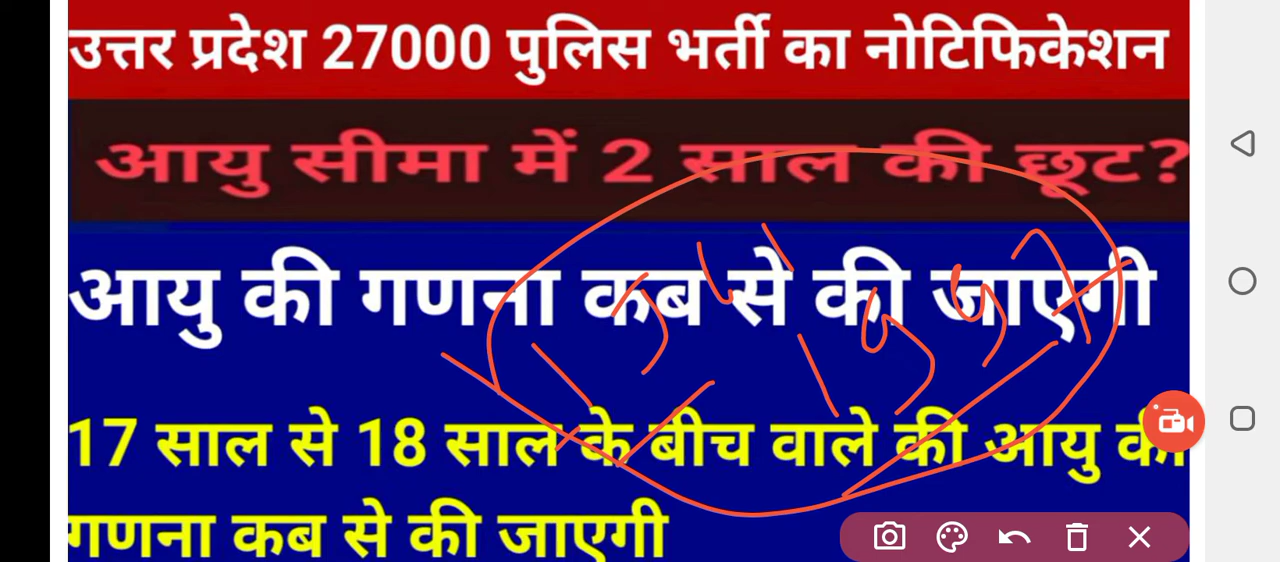 उत्तर प्रदेश 27000 पुलिस भर्ती का नोटिफिकेशन
आयु सीमा में 2 साल की छूट?
आयु की गणना कब से की जाएगी
17 साल से 18 साल के बीच वाले की आयु की
गणना कब से की जाएगी